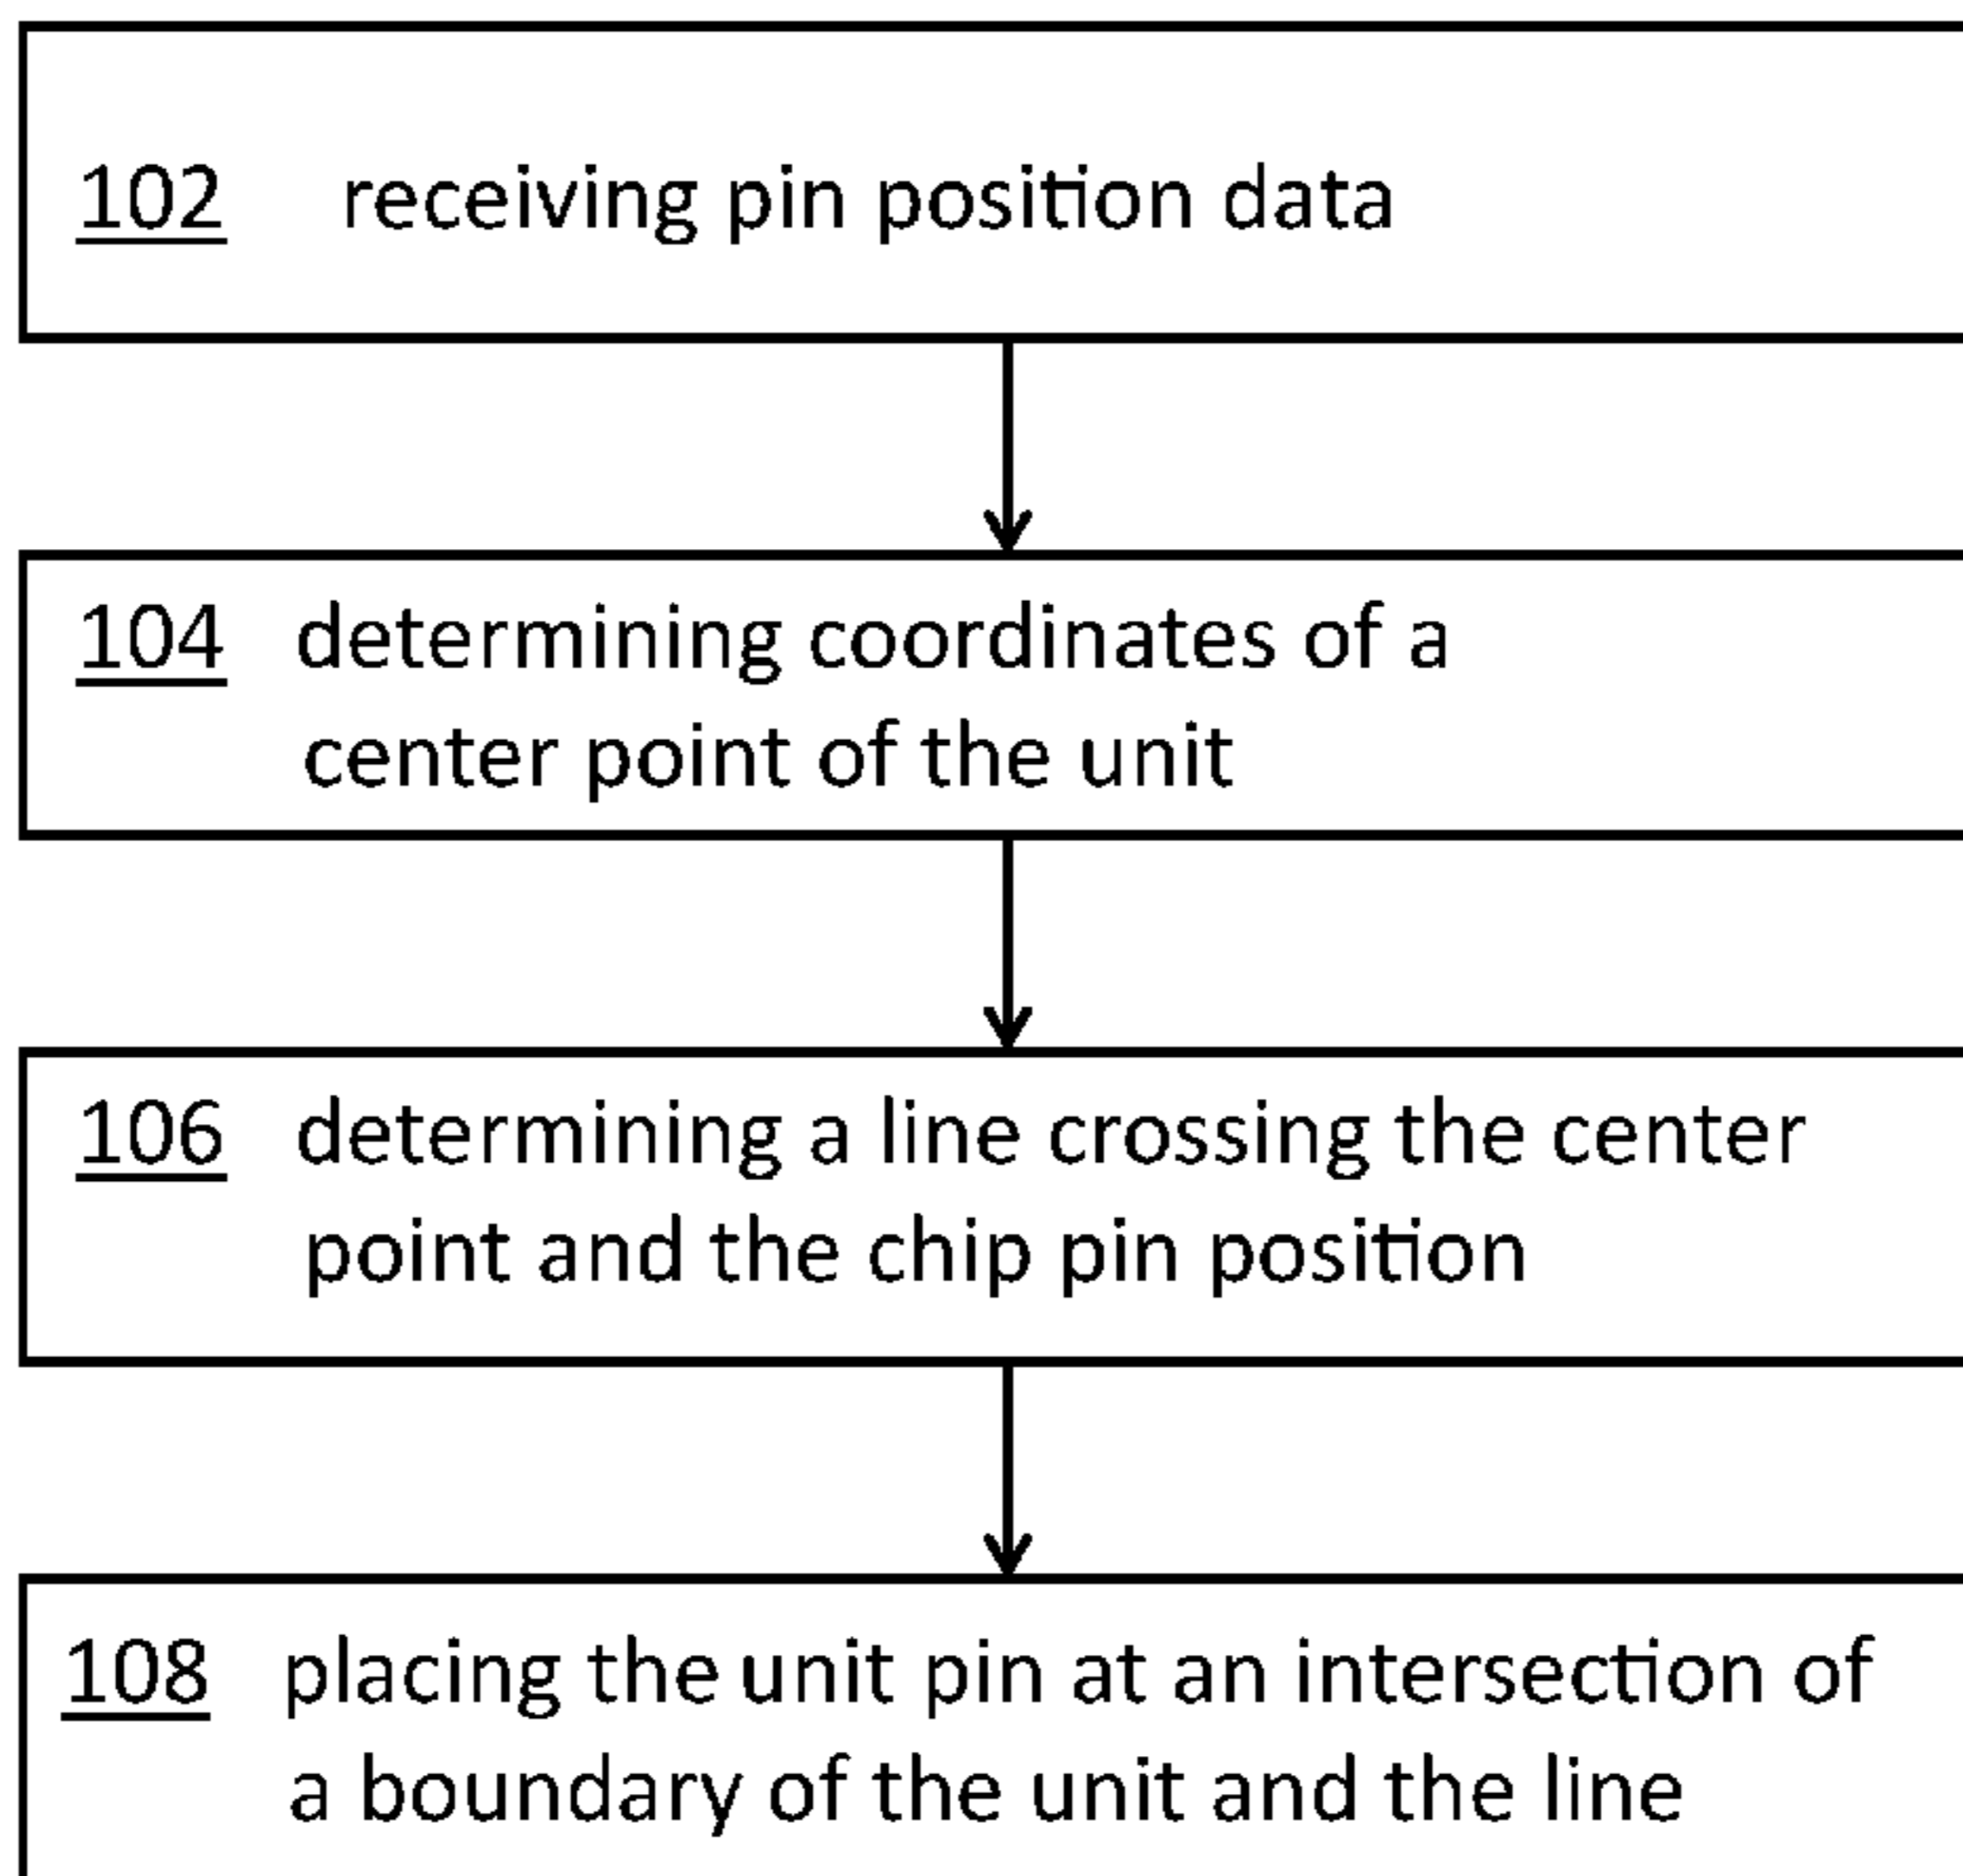 102 receiving pin position data
104 determining coordinates of a
center point of the unit
106 determining a line crossing the center
point and the chip pin position
108 placing the unit pin at an intersection of
a boundary of the unit and the line